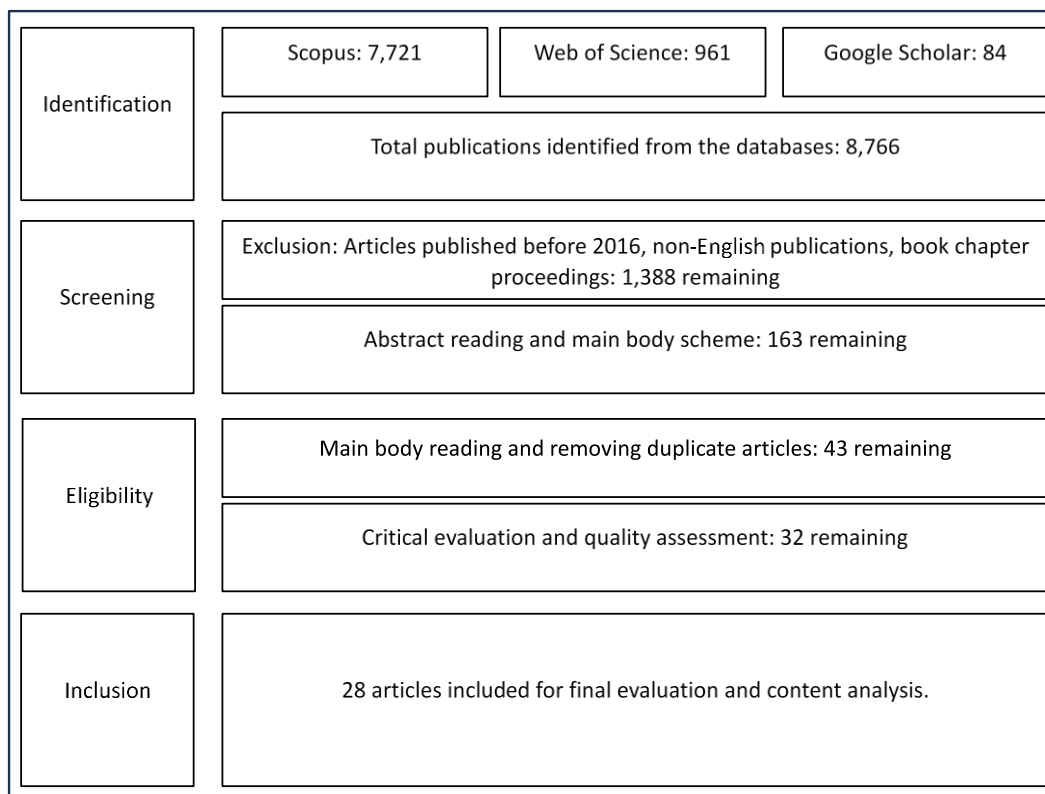 Identification
Scopus: 7,721
Web of Science: 961
Google Scholar: 84
Total publications identified from the databases: 8,766
Screening
Exclusion: Articles published before 2016, non-English publications, book chapter
proceedings: 1,388 remaining
Abstract reading and main body scheme: 163 remaining
Eligibility
Main body reading and removing duplicate articles: 43 remaining
Critical evaluation and quality assessment: 32 remaining
Inclusion
28 articles included for final evaluation and content analysis.